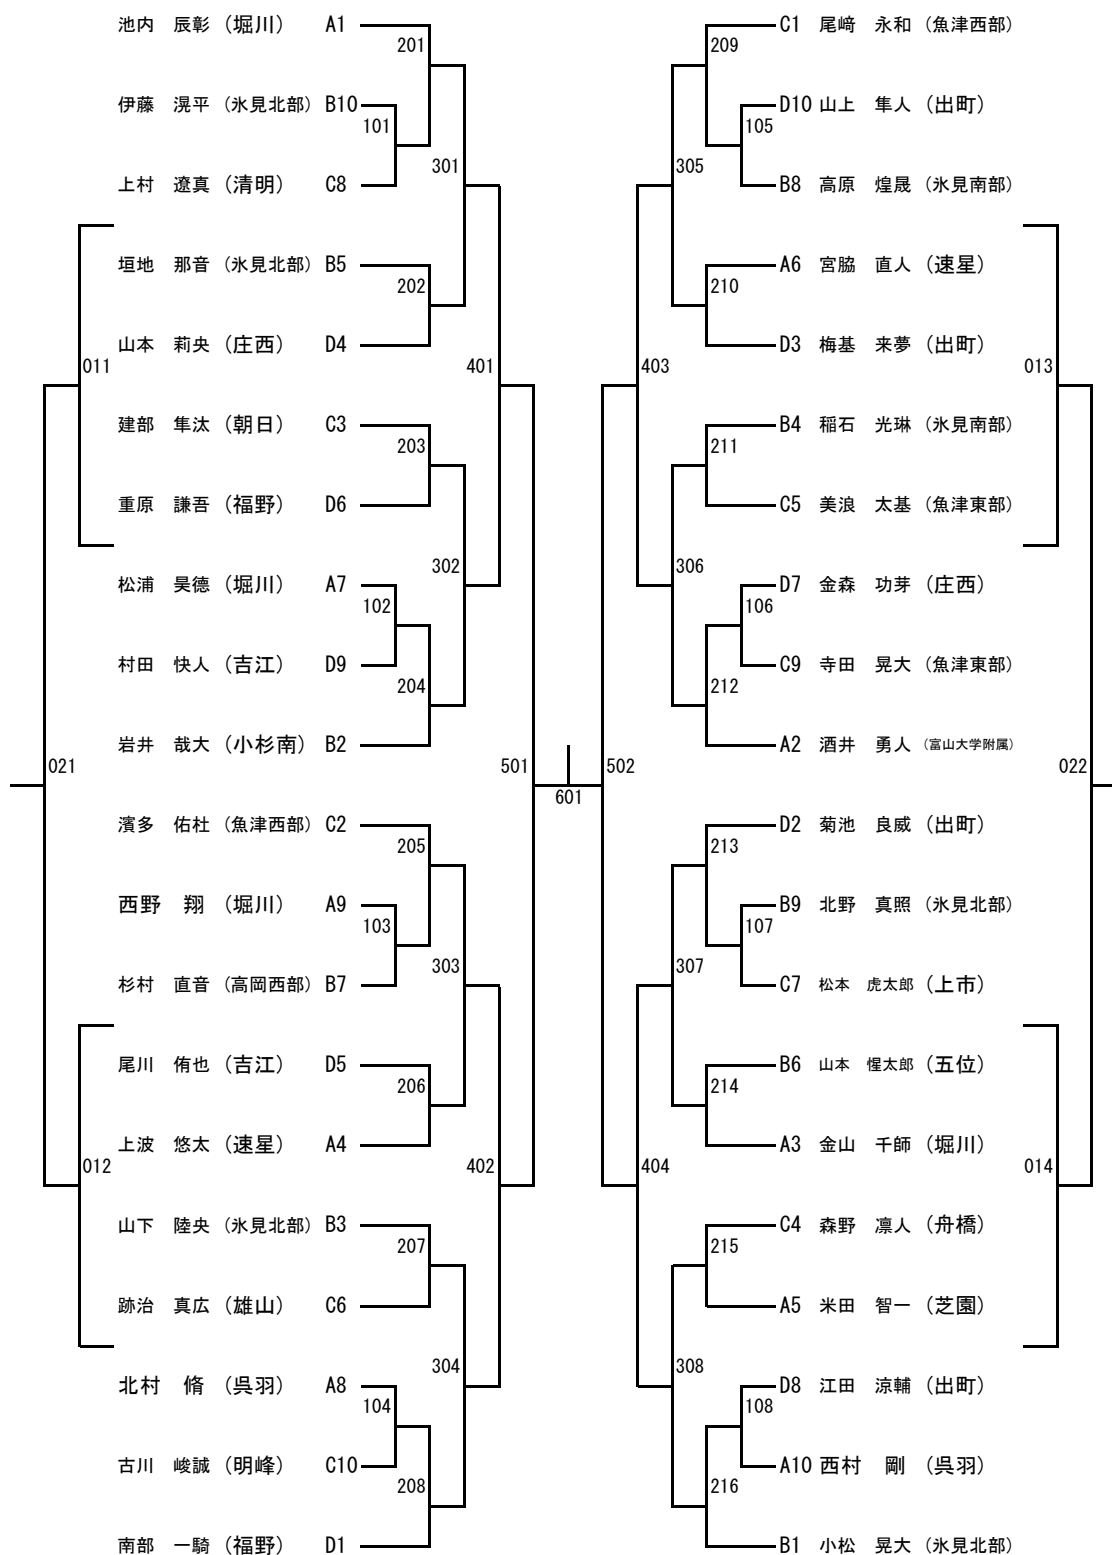 池内　辰彰 (堀川) A1
201
伊藤　滉平 (氷見北部) B10
101
上村　遼真 (清明) C8
301
垣地　那音 (氷見北部) B5
202
山本　莉央 (庄西) D4
011
401
建部　隼汰 (朝日) C3
203
重原　謙吾 (福野) D6
302
松浦　昊德 (堀川) A7
102
村田　快人 (吉江) D9
204
岩井　哉大 (小杉南) B2
021
501
濱多　佑杜 (魚津西部) C2
205
西野　翔 (堀川) A9
103
杉村　直音 (高岡西部) B7
303
尾川　侑也 (吉江) D5
206
上波　悠太 (速星) A4
012
402
山下　陸央 (氷見北部) B3
207
跡治　真広 (雄山) C6
304
北村　脩 (呉羽) A8
104
古川　峻誠 (明峰) C10
208
南部　一騎 (福野) D1
601
C1 尾﨑　永和 (魚津西部)
209
D10 山上　隼人 (出町)
105
B8 高原　煌晟 (氷見南部)
305
A6 宮脇　直人 (速星)
210
D3 梅基　来夢 (出町)
403
013
B4 稲石　光琳 (氷見南部)
211
C5 美浪　太基 (魚津東部)
306
D7 金森　功芽 (庄西)
106
C9 寺田　晃大 (魚津東部)
212
A2 酒井　勇人 (富山大学附属)
502
022
D2 菊池　良威 (出町)
213
B9 北野　真照 (氷見北部)
107
C7 松本　虎太郎 (上市)
307
B6 山本　惺太郎 (五位)
214
A3 金山　千師 (堀川)
404
014
C4 森野　凛人 (舟橋)
215
A5 米田　智一 (芝園)
308
D8 江田　涼輔 (出町)
108
A10 西村　剛 (呉羽)
216
B1 小松　晃大 (氷見北部)